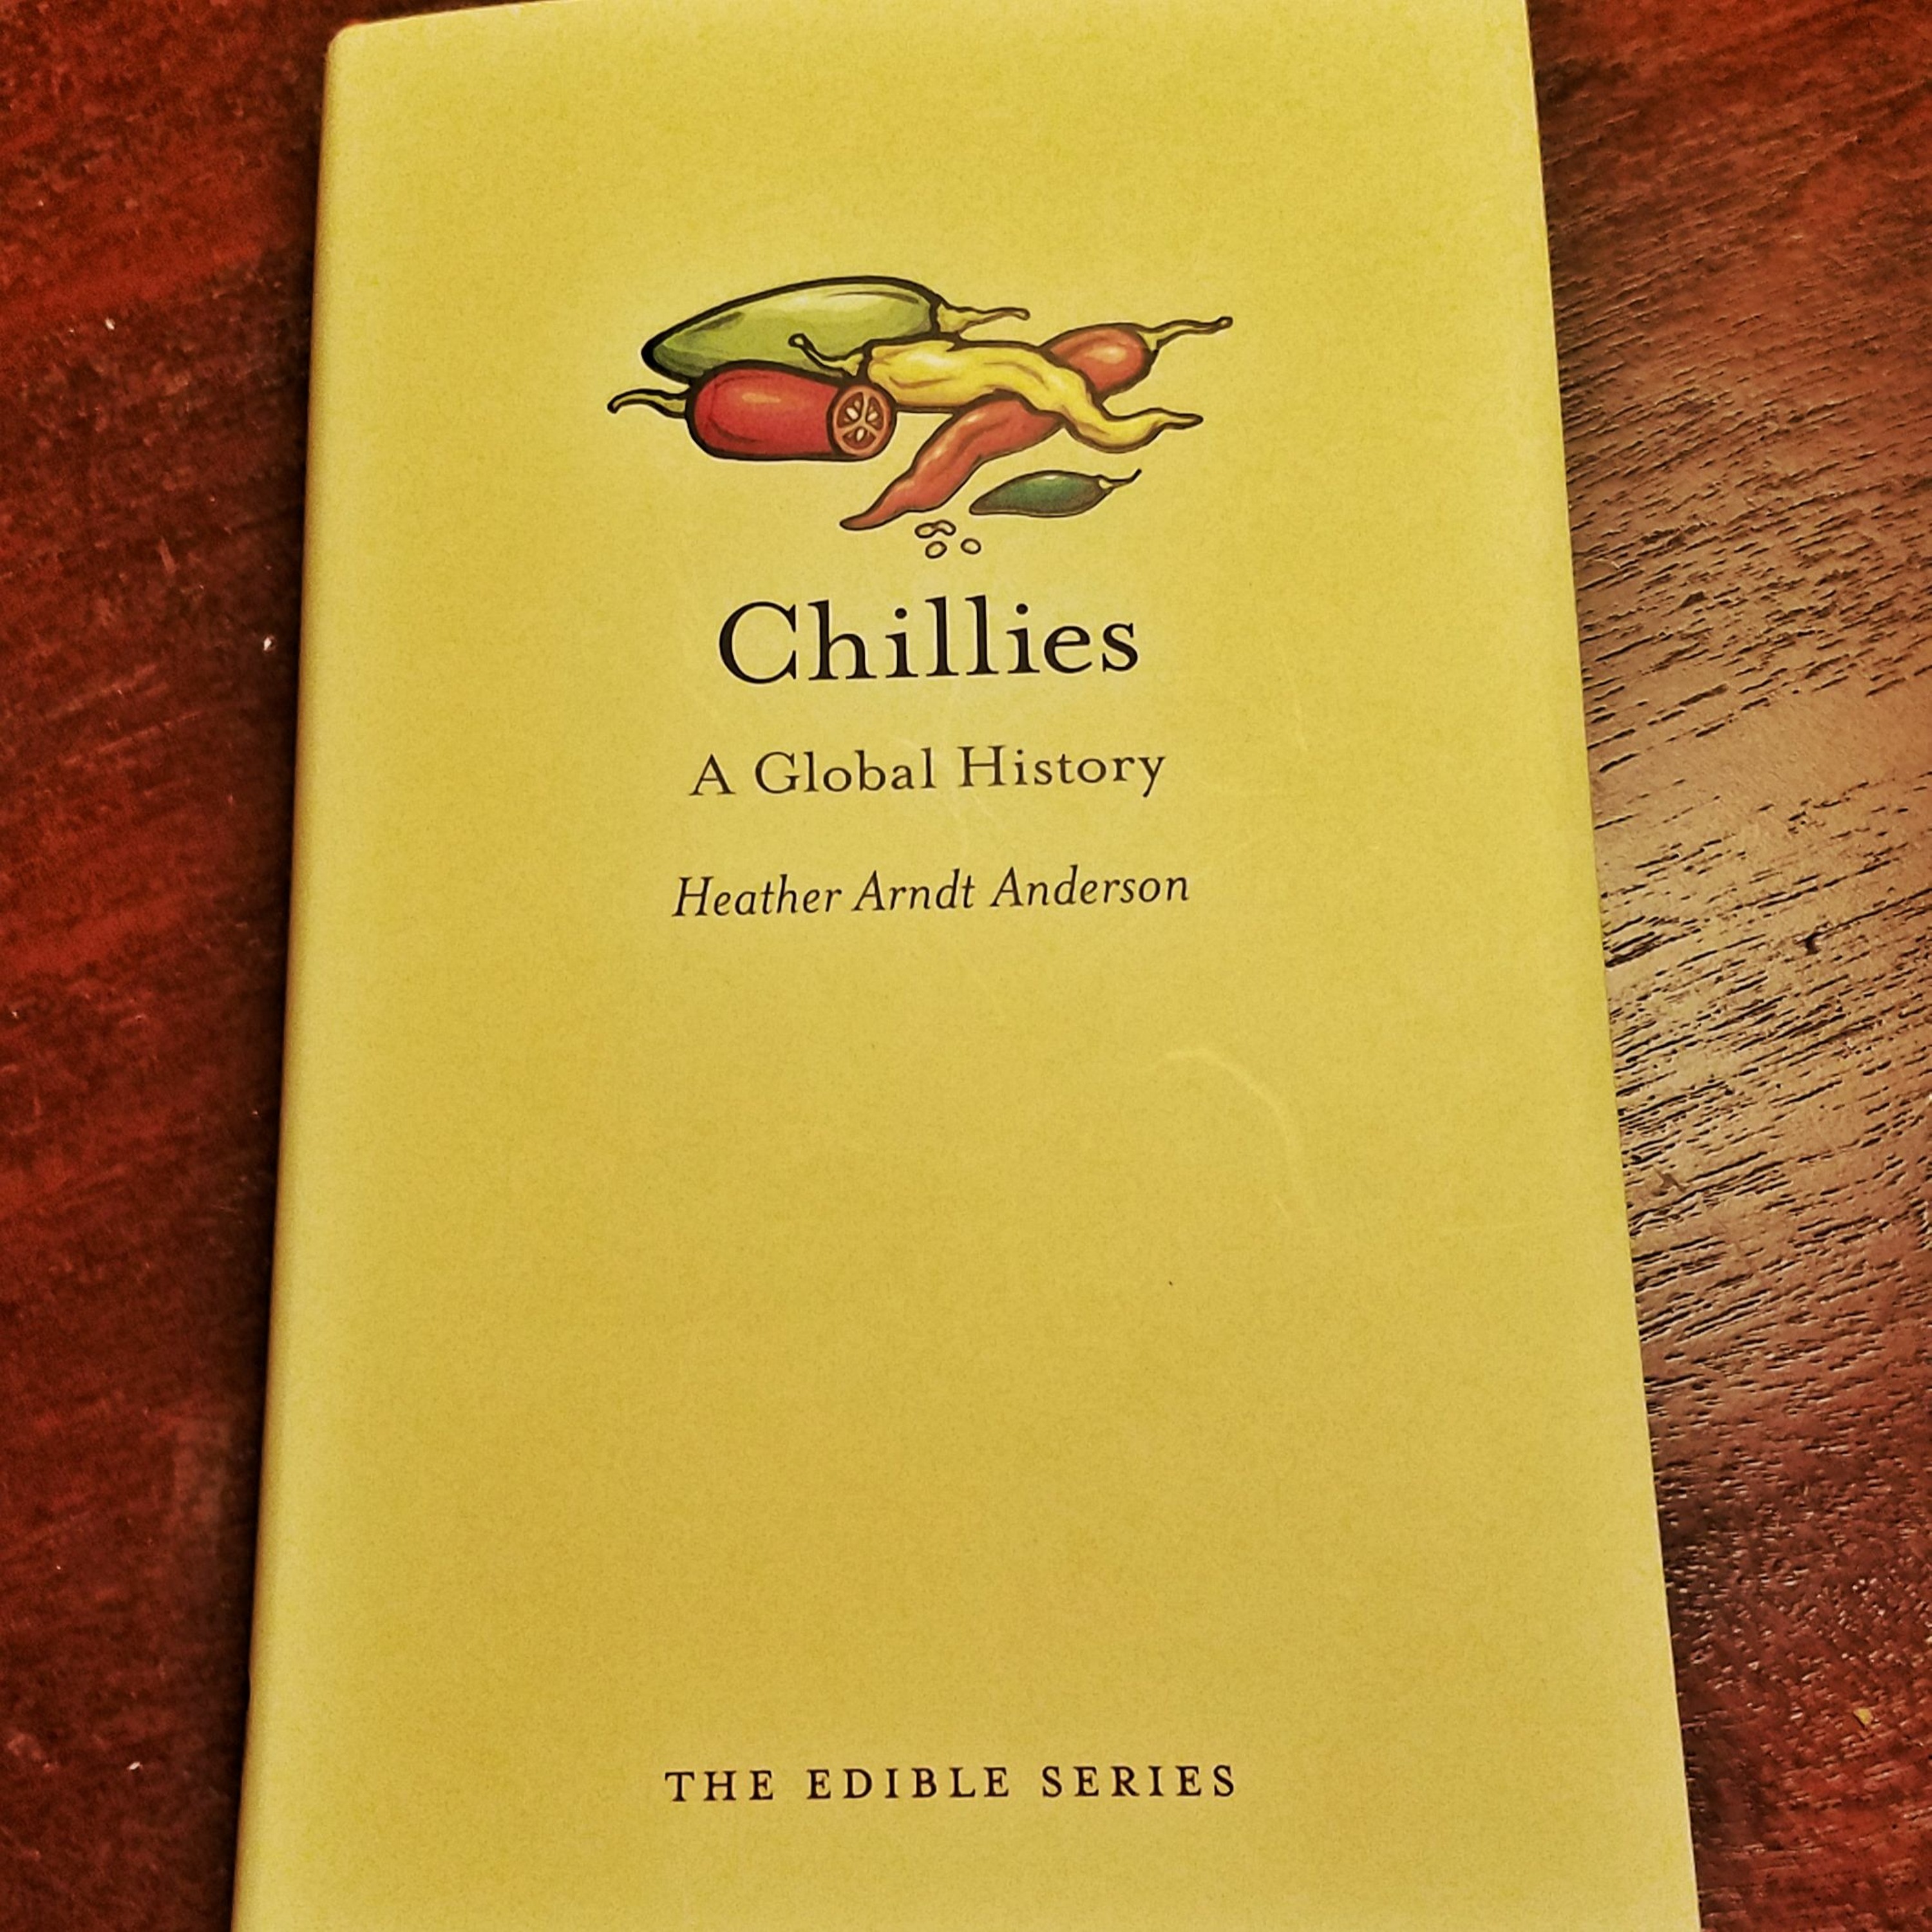 Chillies
A Global History
Heather Arndt Anderson
THE EDIBLE SERIES